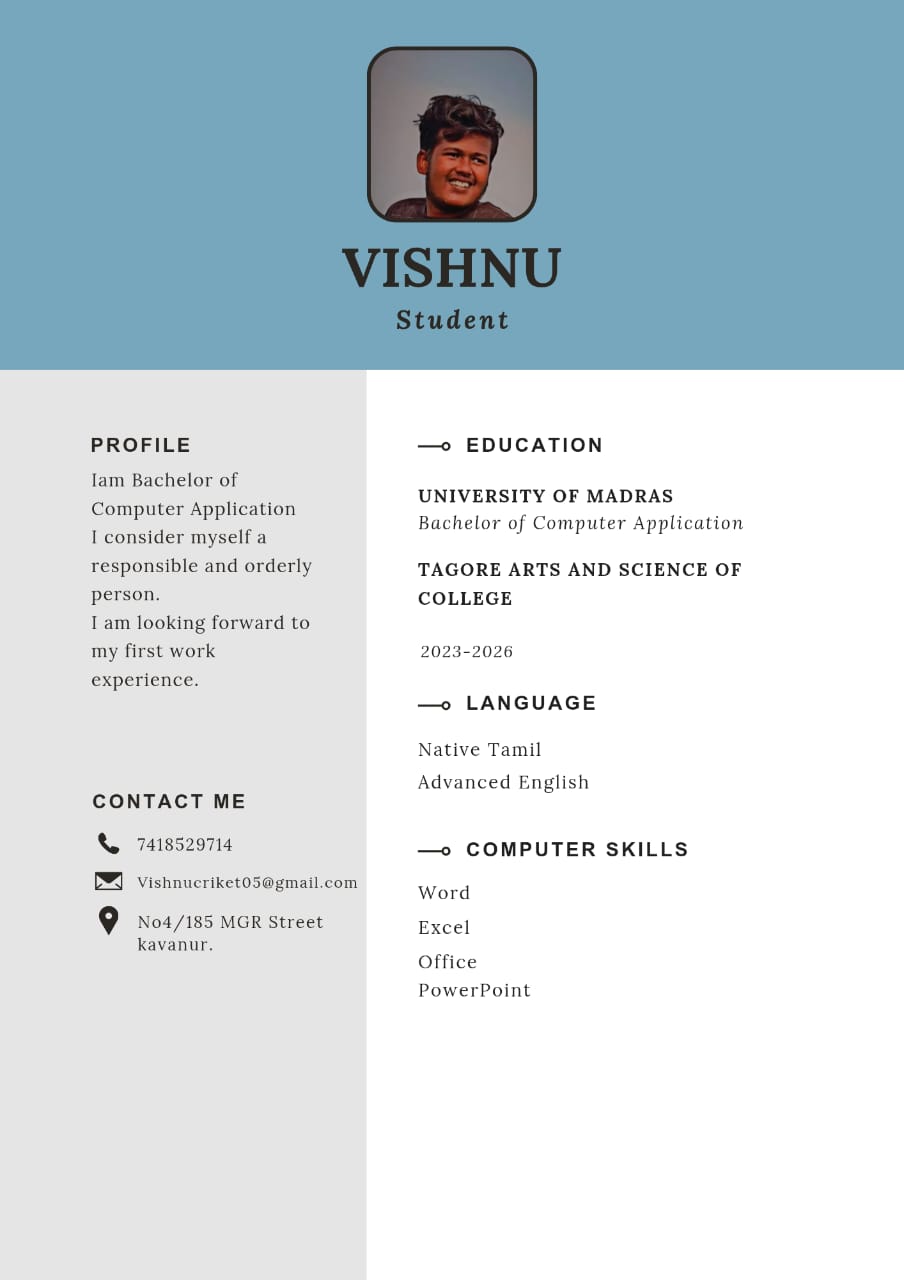 VISHNU
Student
PROFILE
Iam Bachelor of
Computer Application
I consider myself a
responsible and orderly
person.
I am looking forward to
my first work
experience.
CONTACT ME
7418529714
Vishnucriket05@gmail.com
No4/185 MGR Street
kavanur.
EDUCATION
UNIVERSITY OF MADRAS
Bachelor of Computer Application
TAGORE ARTS AND SCIENCE OF
COLLEGE
2023-2026
LANGUAGE
Native Tamil
Advanced English
COMPUTER SKILLS
Word
Excel
Office
PowerPoint